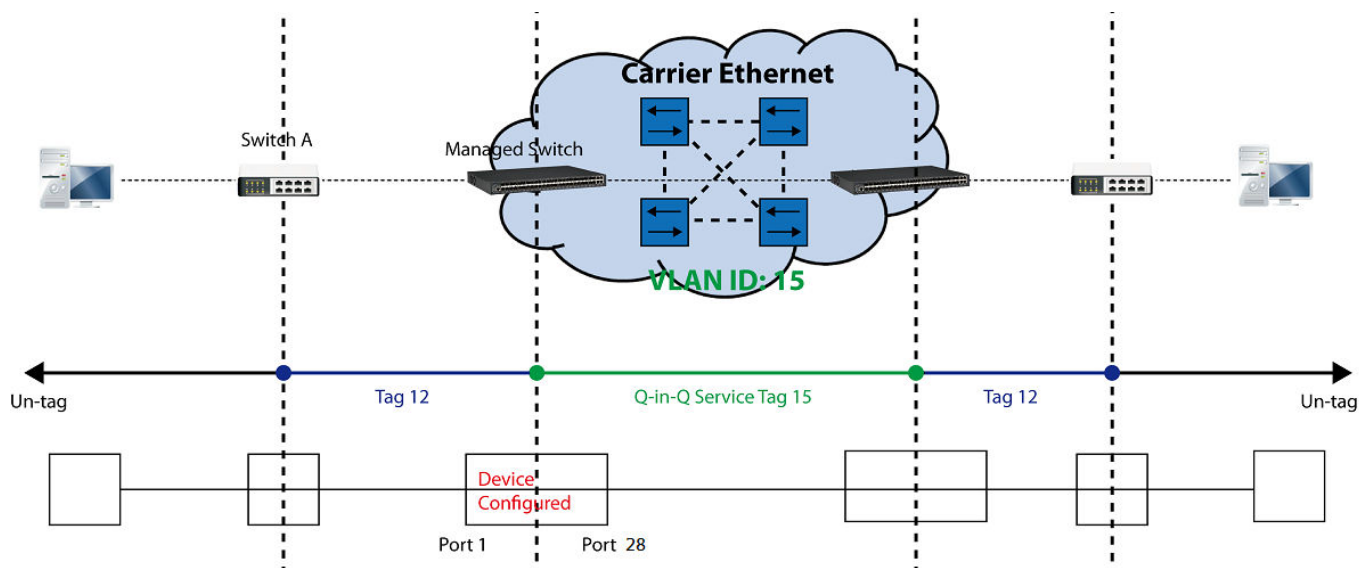 Carrier Ethernet
Switch A
Managed Switch
VLAN ID: 15
Un-tag
Tag 12
Q-in-Q Service Tag 15
Tag 12
Un-tag
Device
Configured
Port 1
Port 28